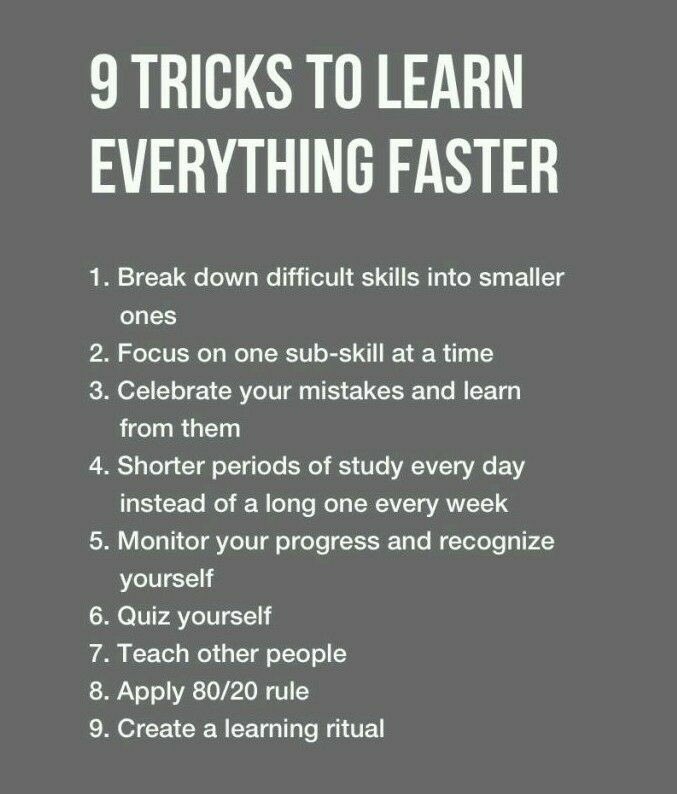 9 TRICKS TO LEARN
EVERYTHING FASTER
1. Break down difficult skills into smaller
ones
2. Focus on one sub-skill at a time
3. Celebrate your mistakes and learn
from them
4. Shorter periods of study every day
instead of a long one every week
5. Monitor your progress and recognize
yourself
6. Quiz yourself
7. Teach other people
8. Apply 80/20 rule
9. Create a learning ritual